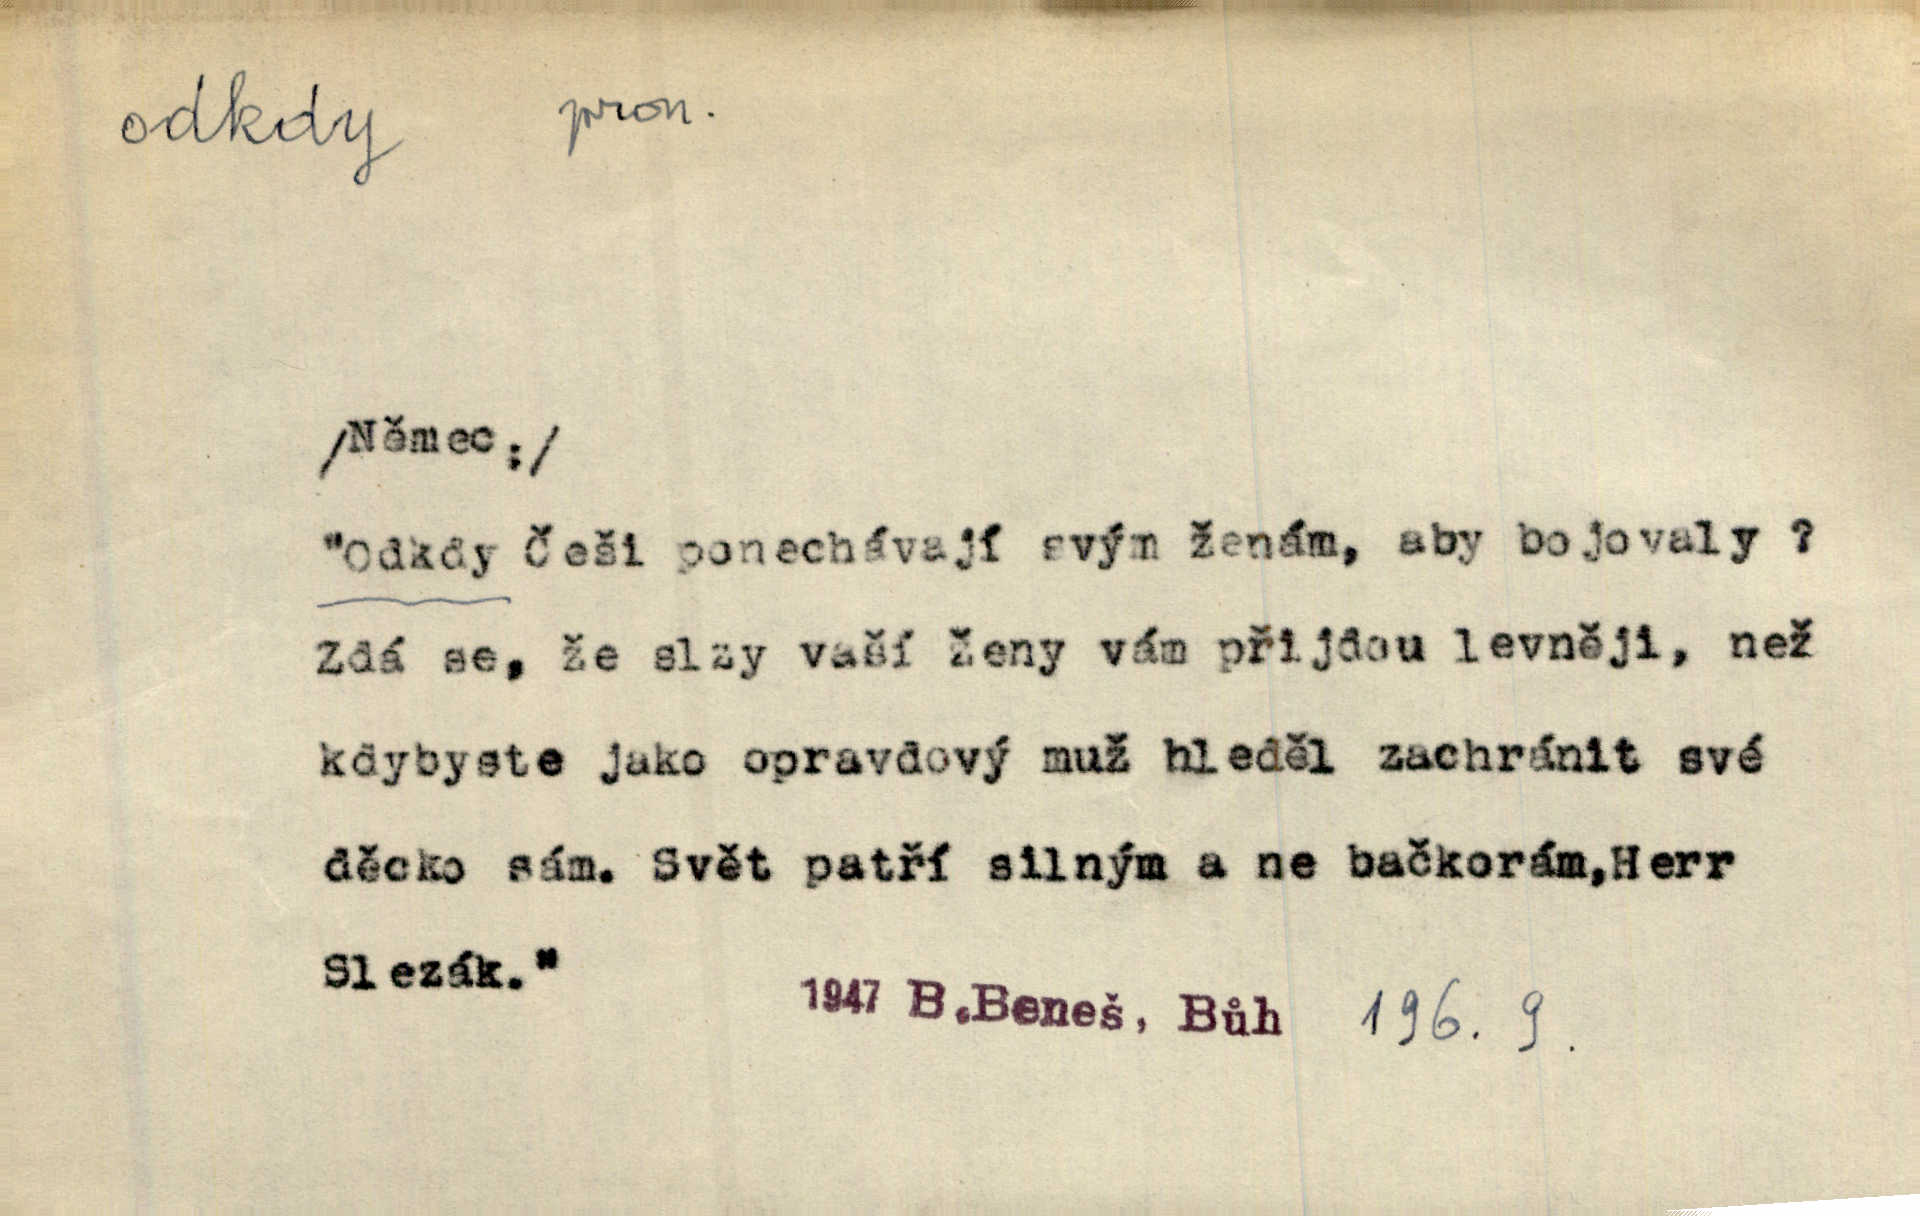 odkdy pron.
/Němec:/
"Odkdy Češi ponechávají svým ženám, aby bojovaly ?
Zdá se, že slzy vaší ženy vám přijdou levněji, než
kdybyste jako opravdový muž hleděl zachránit své
děcko sám. Svět patří silným a ne bačkorám,Herr
Slezák."
1947 B.Beneš, Bůh 196. 9.